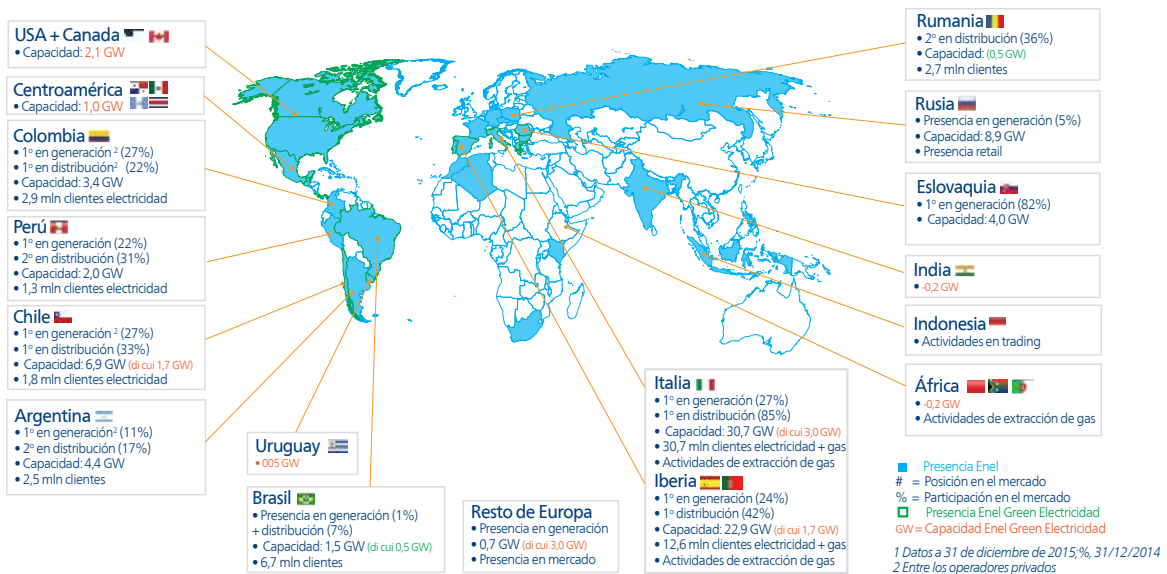 USA + Canada
• Capacidad: 2,1 GW
Centroamérica
• Capacidad: 1,0 GW
Colombia
• 1º en generación ² (27%)
• 1º en distribución² (22%)
• Capacidad: 3,4 GW
• 2,9 mln clientes electricidad
Perú
• 1º en generación (22%)
• 2º en distribución (31%)
• Capacidad: 2,0 GW
• 1,3 mln clientes electricidad
Chile
• 1º en generación ² (27%)
• 1º en distribución (33%)
• Capacidad: 6,9 GW (di cui 1,7 GW)
• 1,8 mln clientes electricidad
Argentina
• 1º en generación² (11%)
• 2º en distribución (17%)
• Capacidad: 4,4 GW
• 2,5 mln clientes
Uruguay
• 005 GW
Brasil
• Presencia en generación (1%)
+ distribución (7%)
• Capacidad: 1,5 GW (di cui 0,5 GW)
• 6,7 mln clientes
Resto de Europa
• Presencia en generación
• 0,7 GW (di cui 3,0 GW)
• Presencia en mercado
Italia
• 1º en generación (27%)
• 1º en distribución (85%)
• Capacidad: 30,7 GW (di cui 3,0 GW)
• 30,7 mln clientes electricidad + gas
• Actividades de extracción de gas
Iberia
• 1º en generación (24%)
• 1º distribución (42%)
• Capacidad: 22,9 GW (di cui 1,7 GW)
• 12,6 mln clientes electricidad + gas
• Actividades de extracción de gas
Rumania
• 2º en distribución (36%)
• Capacidad: (0,5 GW)
• 2,7 mln clientes
Rusia
• Presencia en generación (5%)
• Capacidad: 8,9 GW
• Presencia retail
Eslovaquia
• 1º en generación (82%)
• Capacidad: 4,0 GW
India
• -0,2 GW
Indonesia
• Actividades en trading
África
• -0,2 GW
• Actividades de extracción de gas
Presencia Enel
# = Posición en el mercado
% = Participación en el mercado
Presencia Enel Green Electricidad
GW = Capacidad Enel Green Electricidad
1 Datos a 31 de diciembre de 2015;%, 31/12/2014
2 Entre los operadores privados